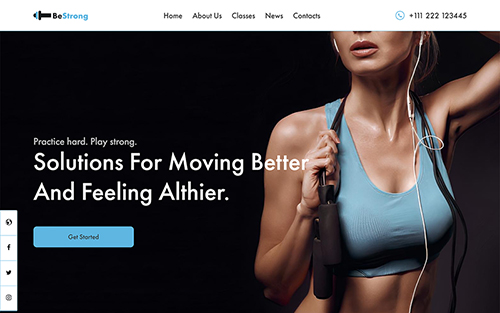 BeStrong
Home About Us Classes News Contocts
+111 222 123445
Practice hard. Play strong.
Solutions For Moving Better
And Feeling Althier.
Get Started